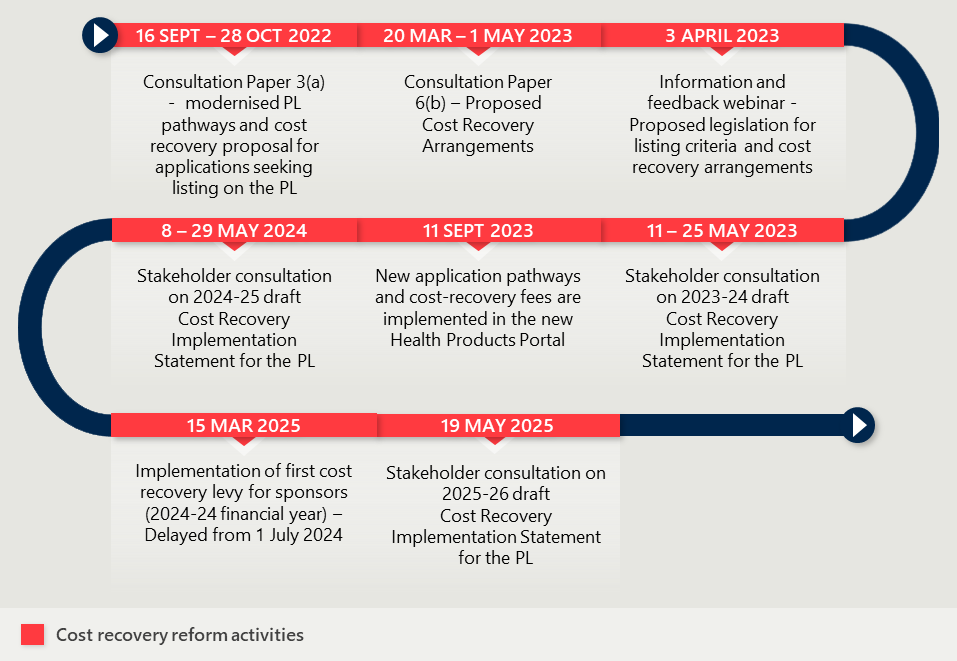 16 SEPT – 28 OCT 2022
Consultation Paper 3(a)
- modernised PL
pathways and cost
recovery proposal for
applications seeking
listing on the PL
20 MAR – 1 MAY 2023
Consultation Paper
6(b) – Proposed
Cost Recovery
Arrangements
3 APRIL 2023
Information and
feedback webinar -
Proposed legislation for
listing criteria and cost
recovery arrangements
11 – 25 MAY 2023
Stakeholder consultation
on 2023-24 draft
Cost Recovery
Implementation
Statement for the PL
11 SEPT 2023
New application pathways
and cost-recovery fees are
implemented in the new
Health Products Portal
8 – 29 MAY 2024
Stakeholder consultation
on 2024-25 draft
Cost Recovery
Implementation
Statement for the PL
15 MAR 2025
Implementation of first cost
recovery levy for sponsors
(2024-24 financial year) –
Delayed from 1 July 2024
19 MAY 2025
Stakeholder consultation on
2025-26 draft
Cost Recovery
Implementation Statement
for the PL
Cost recovery reform activities